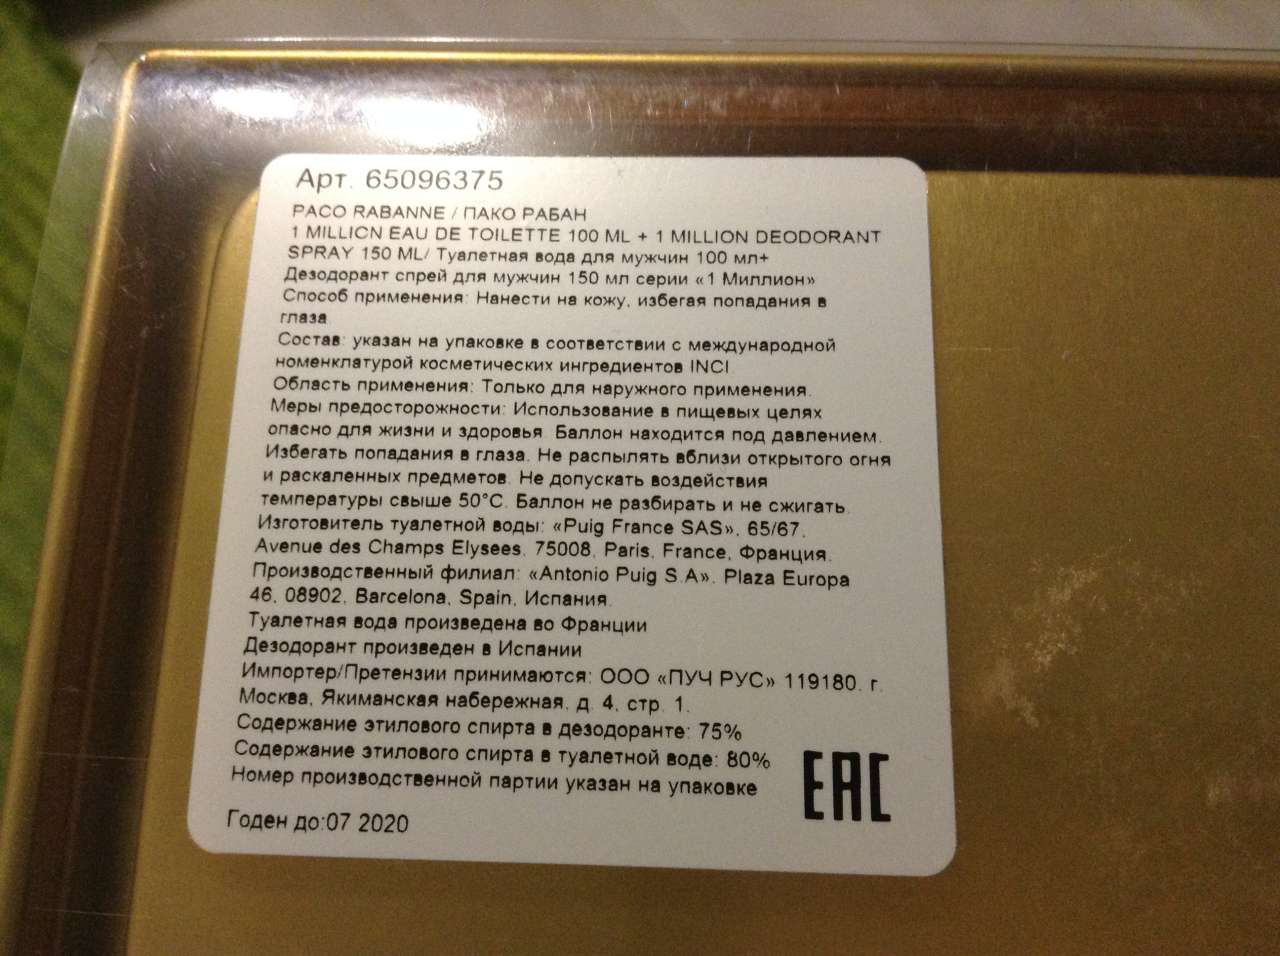 Арт. 65096375
PACO RABANNE / ПАКО РАБАН
1 MILLICN EAU DE TOILETTE 100 ML + 1 MILLION DEODORANT
SPRAY 150 ML/ Туалетная вода для мужчин 100 мл+
Дезодорант спрей для мужчин 150 мл серии «1 Миллион»
Способ применения: Нанести на кожу, избегая попадания в
глаза.
Состав: указан на упаковке в соответствии с международной
номенклатурой косметических ингредиентов INCI
Область применения: Только для наружного применения.
Меры предосторожности: Использование в пищевых целях
опасно для жизни и здоровья. Баллон находится под давлением.
Избегать попадания в глаза. Не распылять вблизи открытого огня
и раскаленных предметов. Не допускать воздействия
температуры свыше 50°С. Баллон не разбирать и не сжигать.
Изготовитель туалетной воды: «Puig France SAS», 65/67,
Avenue des Champs Elysees, 75008, Paris, France, Франция.
Производственный филиал: «Antonio Puig S.A», Plaza Europa
46, 08902, Barcelona, Spain, Испания.
Туалетная вода произведена во Франции
Дезодорант произведен в Испании
Импортер/Претензии принимаются: ООО «ПУЧ РУС» 119180, г.
Москва, Якиманская набережная, д. 4, стр. 1.
Содержание этилового спирта в дезодоранте: 75%
Содержание этилового спирта в туалетной воде: 80%
Номер производственной партии указан на упаковке
EAC
Годен до:07 2020